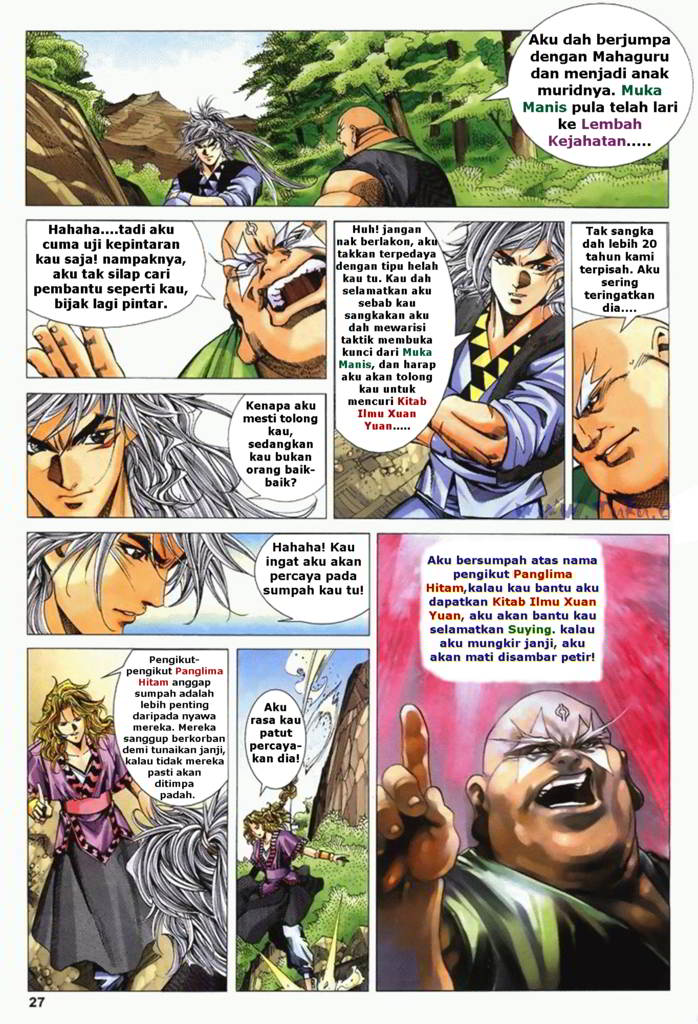 Aku dah berjumpa
dengan Mahaguru
dan menjadi anak
muridnya. Muka
Manis pula telah lari
ke Lembah
Kejahatan.....
Hahaha....tadi aku
cuma uji kepintaran
kau saja! nampaknya,
aku tak silap cari
pembantu seperti kau,
bijak lagi pintar.
Huh! jangan
nak berlakon, aku
takkan terpedaya
dengan tipu helah
kau tu. Kau dah
selamatkan aku
sebab kau
sangkakan aku
dah mewarisi
taktik membuka
kunci dari Muka
Manis, dan harap
aku akan tolong
kau untuk
mencuri Kitab
Ilmu Xuan
Yuan.....
Tak sangka
dah lebih 20
tahun kami
terpisah. Aku
sering
teringatkan
dia....
Kenapa aku
mesti tolong
kau,
sedangkan
kau bukan
orang baik-
baik?
Hahaha! Kau
ingat aku akan
percaya pada
sumpah kau tu!
Aku bersumpah atas nama
pengikut Panglima
Hitam,kalau kau bantu aku
dapatkan Kitab Ilmu Xuan
Yuan, aku akan bantu kau
selamatkan Suying. kalau
aku mungkir janji, aku
akan mati disambar petir!
Pengikut-
pengikut Panglima
Hitam anggap
sumpah adalah
lebih penting
daripada nyawa
mereka. Mereka
sanggup berkorban
demi tunaikan janji,
kalau tidak mereka
pasti akan
ditimpa
padah.
Aku
rasa kau
patut
percaya-
kan dia!
27